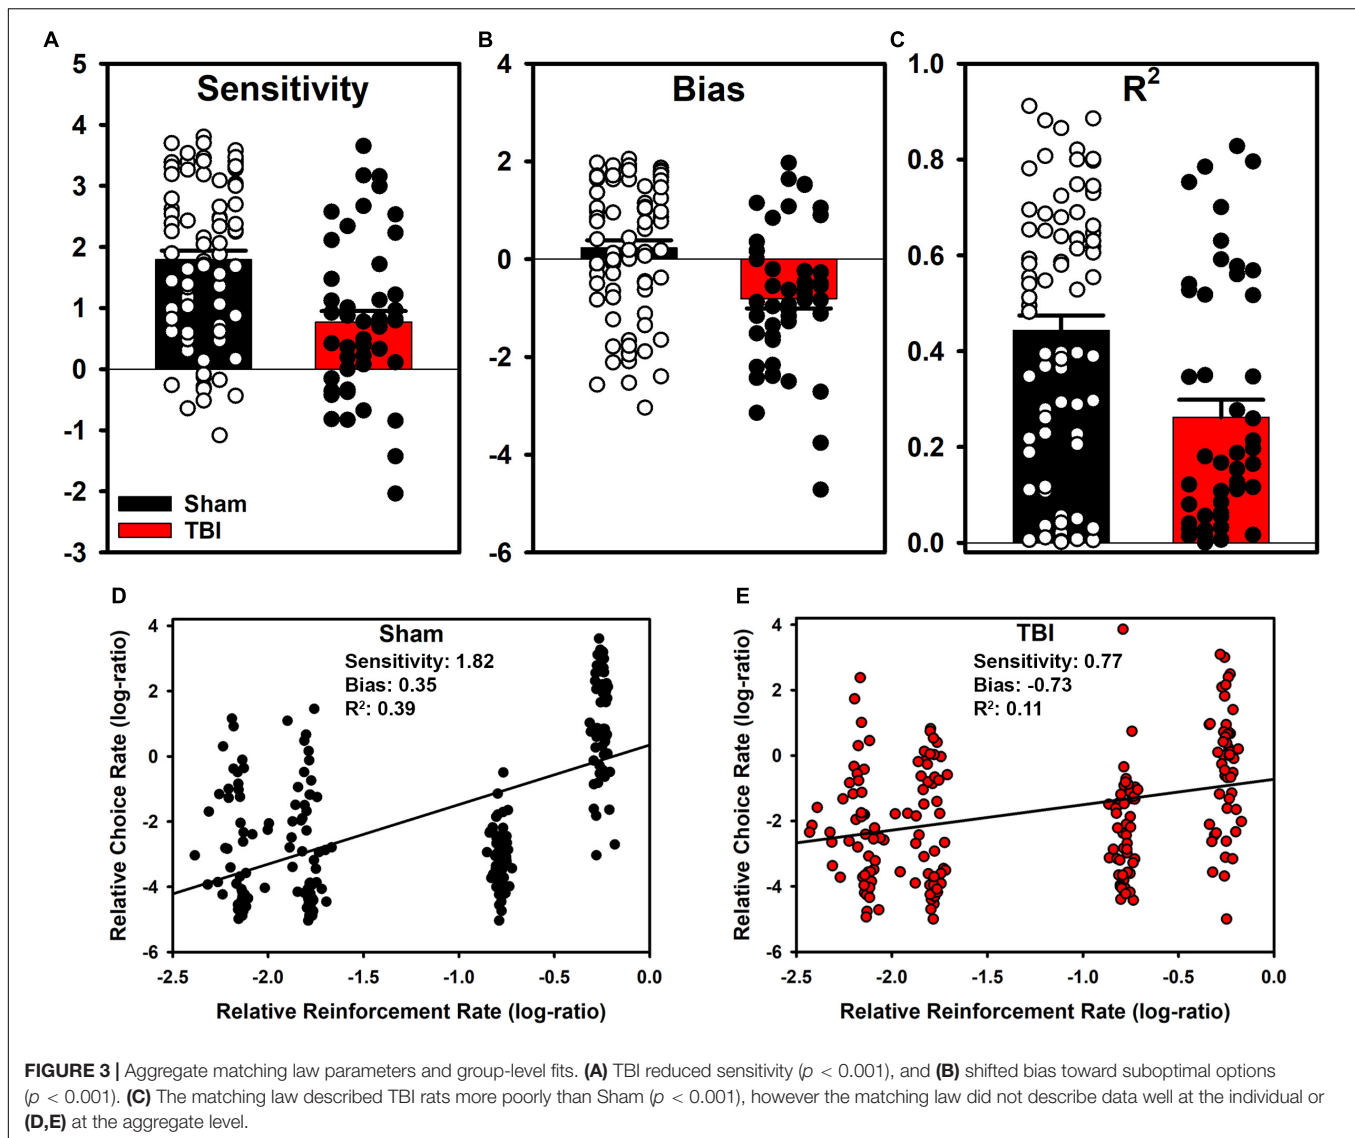 A
B
C
5
4
3
2
1
0
-1
-2
-3
Sensitivity
Sham
TBI
4
2
0
-2
-4
-6
Bias
1.0
0.8
0.6
0.4
0.2
0.0
R²
D
Relative Choice Rate (log-ratio)
4
2
0
-2
-4
-6
Sham
Sensitivity: 1.82
Bias: 0.35
R²: 0.39
-2.5 -2.0 -1.5 -1.0 -0.5 0.0
Relative Reinforcement Rate (log-ratio)
E
Relative Choice Rate (log-ratio)
4
2
0
-2
-4
-6
TBI
Sensitivity: 0.77
Bias: -0.73
R²: 0.11
-2.5 -2.0 -1.5 -1.0 -0.5 0.0
Relative Reinforcement Rate (log-ratio)
FIGURE 3 | Aggregate matching law parameters and group-level fits. (A) TBI reduced sensitivity (p < 0.001), and (B) shifted bias toward suboptimal options
(p < 0.001). (C) The matching law described TBI rats more poorly than Sham (p < 0.001), however the matching law did not describe data well at the individual or
(D,E) at the aggregate level.